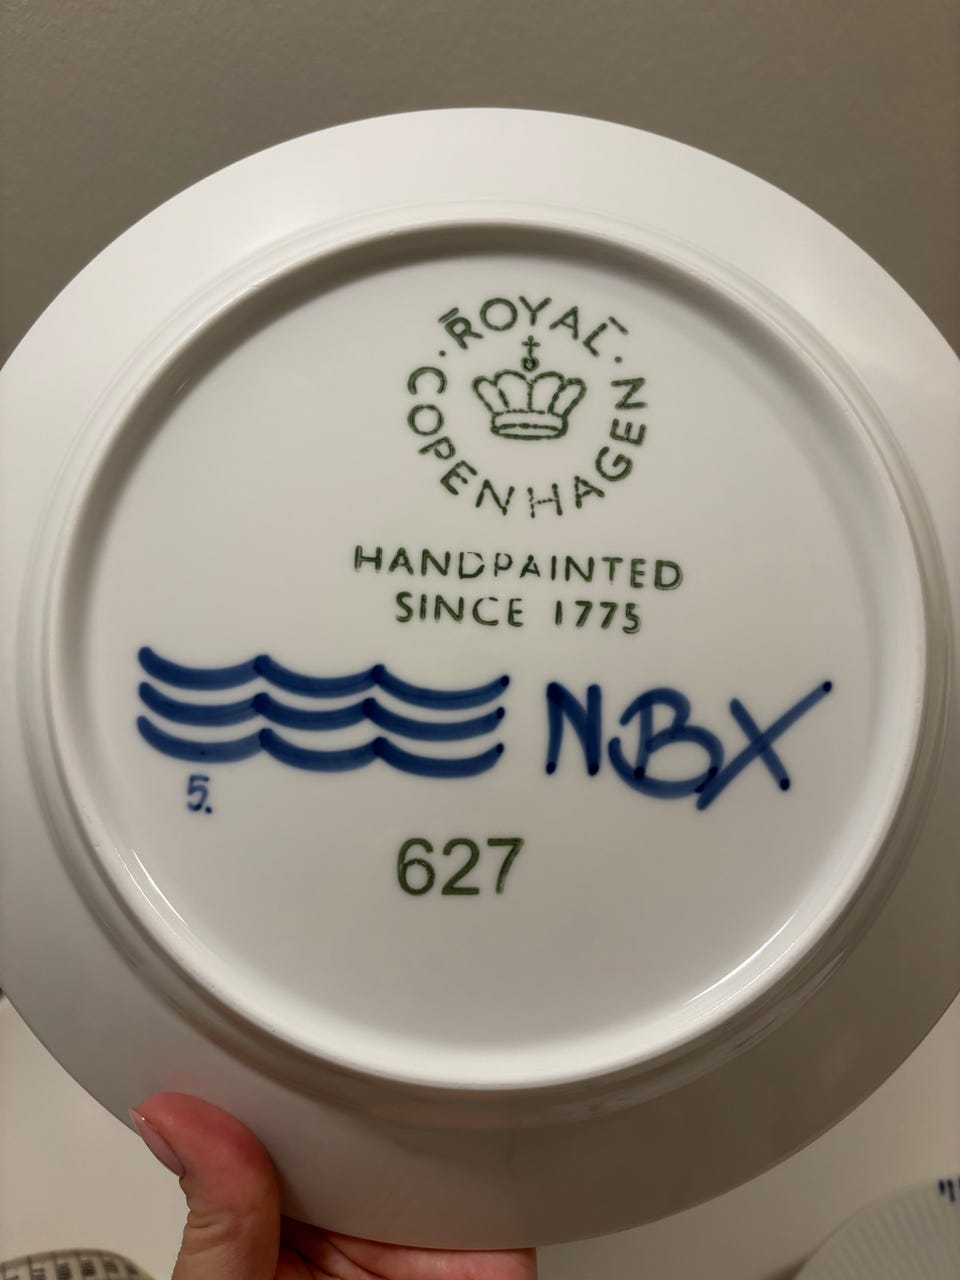 ROYAL
COPENHAGEN
HANDPAINTED
SINCE 1775
NBX
5.
627